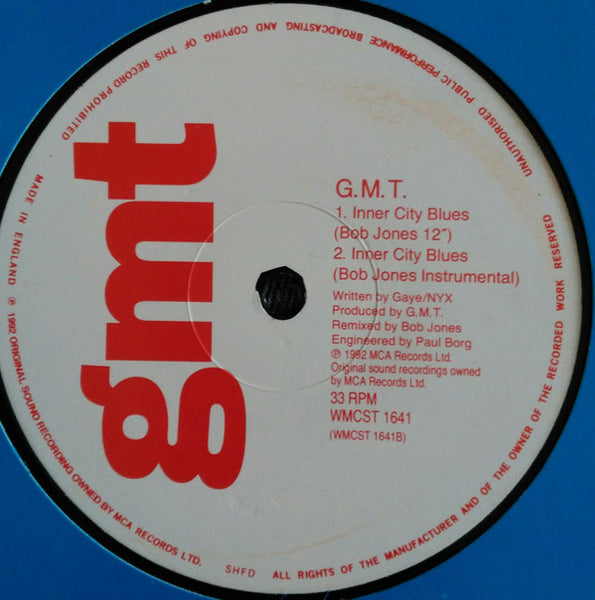 gmt
G.M.T.
1. Inner City Blues
(Bob Jones 12")
2. Inner City Blues
(Bob Jones Instrumental)
Written by Gaye/NYX
Produced by G.M.T.
Remixed by Bob Jones
Engineered by Paul Borg
℗ 1992 MCA Records Ltd.
Original sound recordings owned
by MCA Records Ltd.
33 RPM
WMCST 1641
(WMCST 1641B)
MADE IN ENGLAND ℗ 1992 ORIGINAL SOUND RECORDING OWNED BY MCA RECORDS LTD. SHFD ALL RIGHTS OF THE MANUFACTURER AND OF THE OWNER OF THE RECORDED WORK RESERVED UNAUTHORISED PUBLIC PERFORMANCE BROADCASTING AND COPYING OF THIS RECORD PROHIBITED